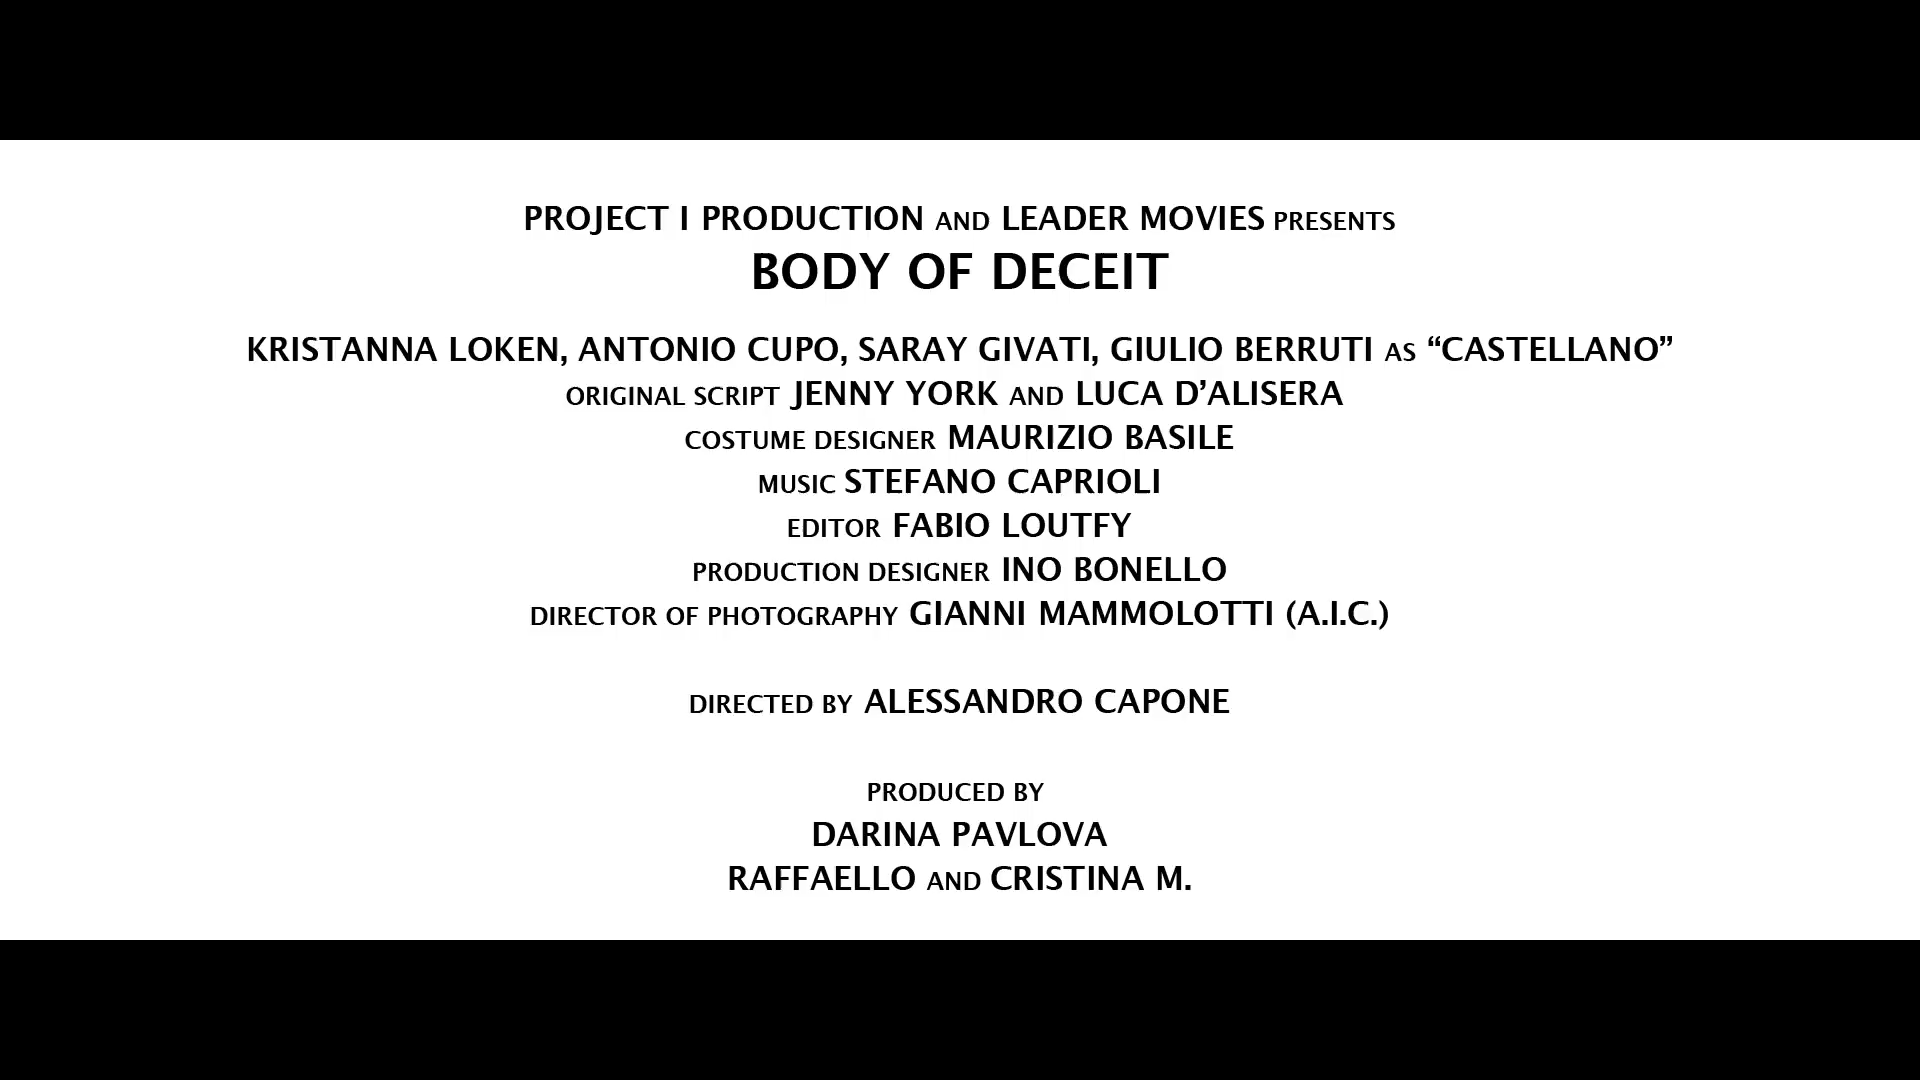 PROJECT I PRODUCTION AND LEADER MOVIES PRESENTS
BODY OF DECEIT
KRISTANNA LOKEN, ANTONIO CUPO, SARAY GIVATI, GIULIO BERRUTI AS “CASTELLANO”
ORIGINAL SCRIPT JENNY YORK AND LUCA D’ALISERA
COSTUME DESIGNER MAURIZIO BASILE
MUSIC STEFANO CAPRIOLI
EDITOR FABIO LOUTFY
PRODUCTION DESIGNER INO BONELLO
DIRECTOR OF PHOTOGRAPHY GIANNI MAMMOLOTTI (A.I.C.)
DIRECTED BY ALESSANDRO CAPONE
PRODUCED BY
DARINA PAVLOVA
RAFFAELLO AND CRISTINA M.